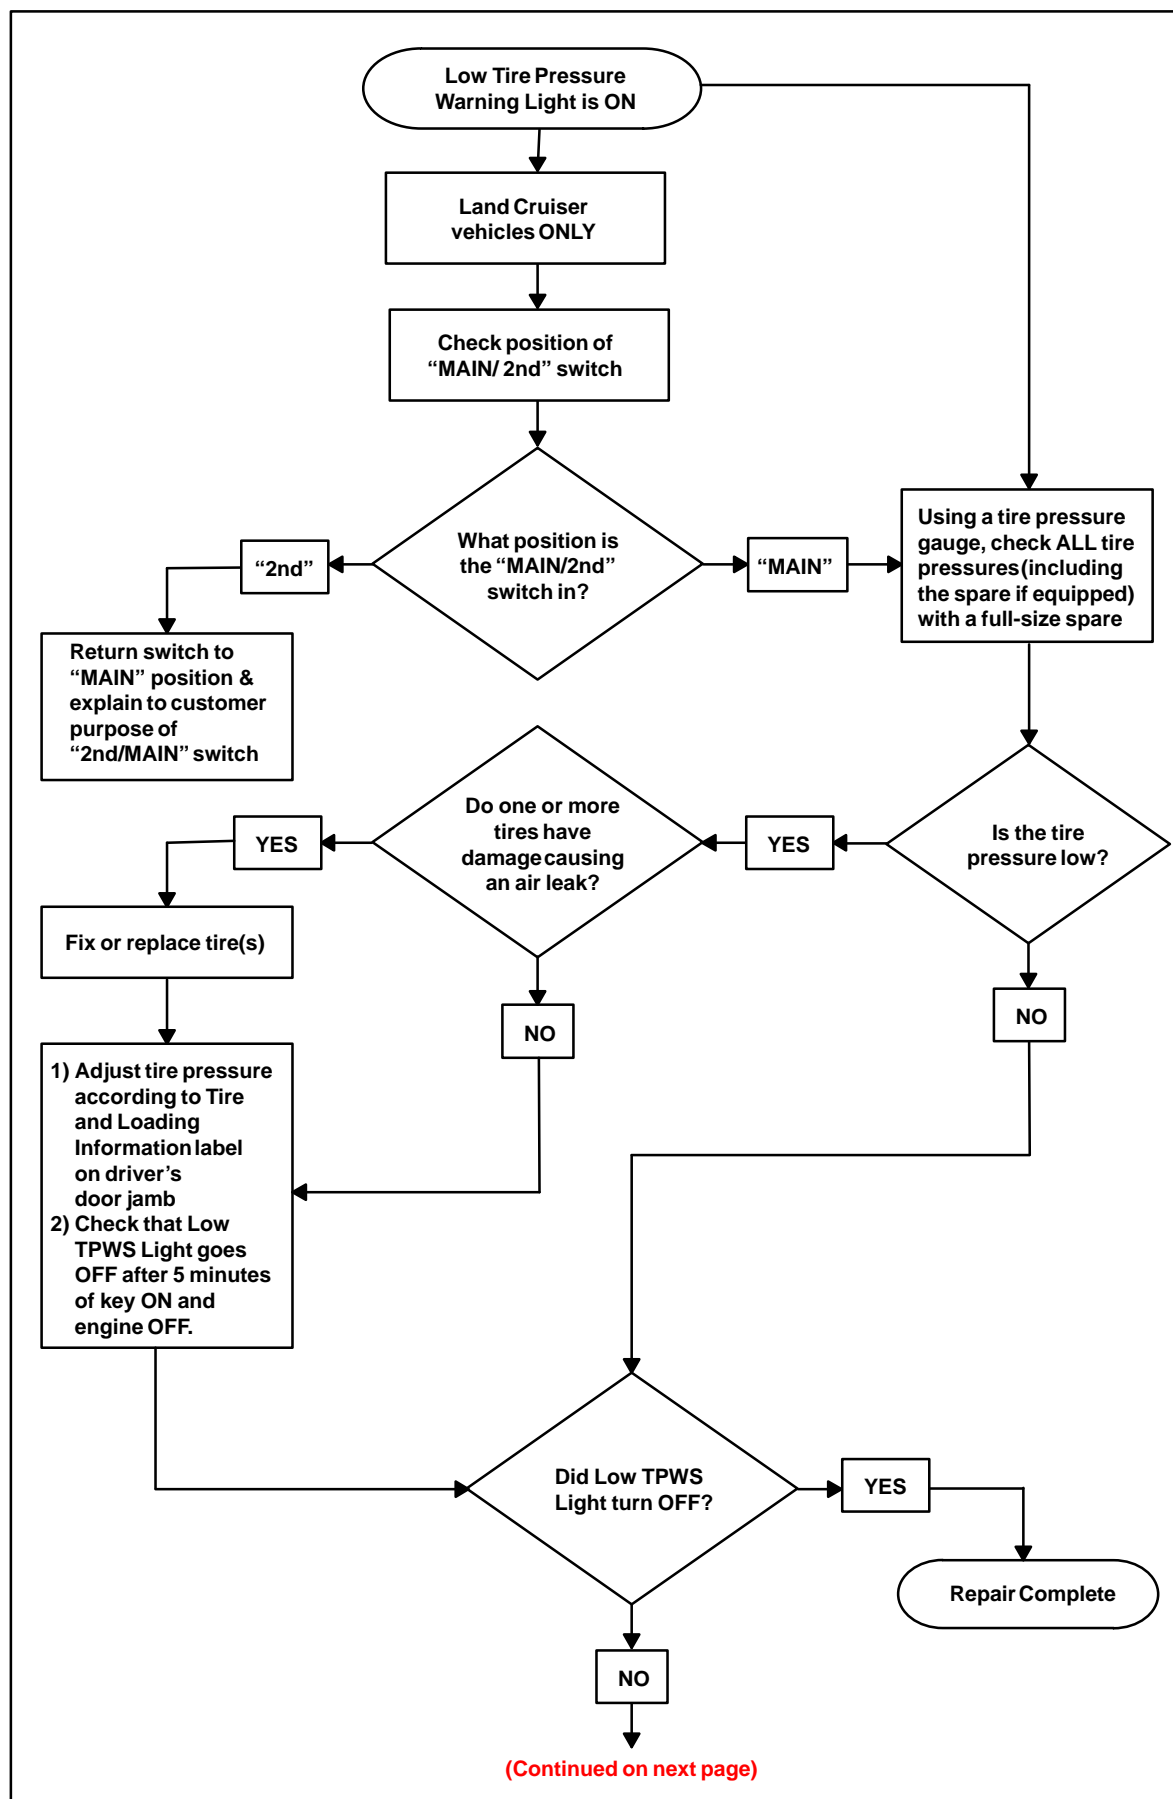 Low Tire Pressure
Warning Light is ON
Land Cruiser
vehicles ONLY
Check position of
“MAIN/ 2nd” switch
What position is
the “MAIN/2nd”
switch in?
“2nd”
“MAIN”
Using a tire pressure
gauge, check ALL tire
pressures (including
the spare if equipped)
with a full-size spare
Return switch to
“MAIN” position &
explain to customer
purpose of
“2nd/MAIN” switch
Is the tire
pressure low?
YES
Do one or more
tires have
damage causing
an air leak?
YES
Fix or replace tire(s)
NO
NO
1) Adjust tire pressure
according to Tire
and Loading
Information label
on driver’s
door jamb
2) Check that Low
TPWS Light goes
OFF after 5 minutes
of key ON and
engine OFF.
Did Low TPWS
Light turn OFF?
YES
Repair Complete
NO
(Continued on next page)